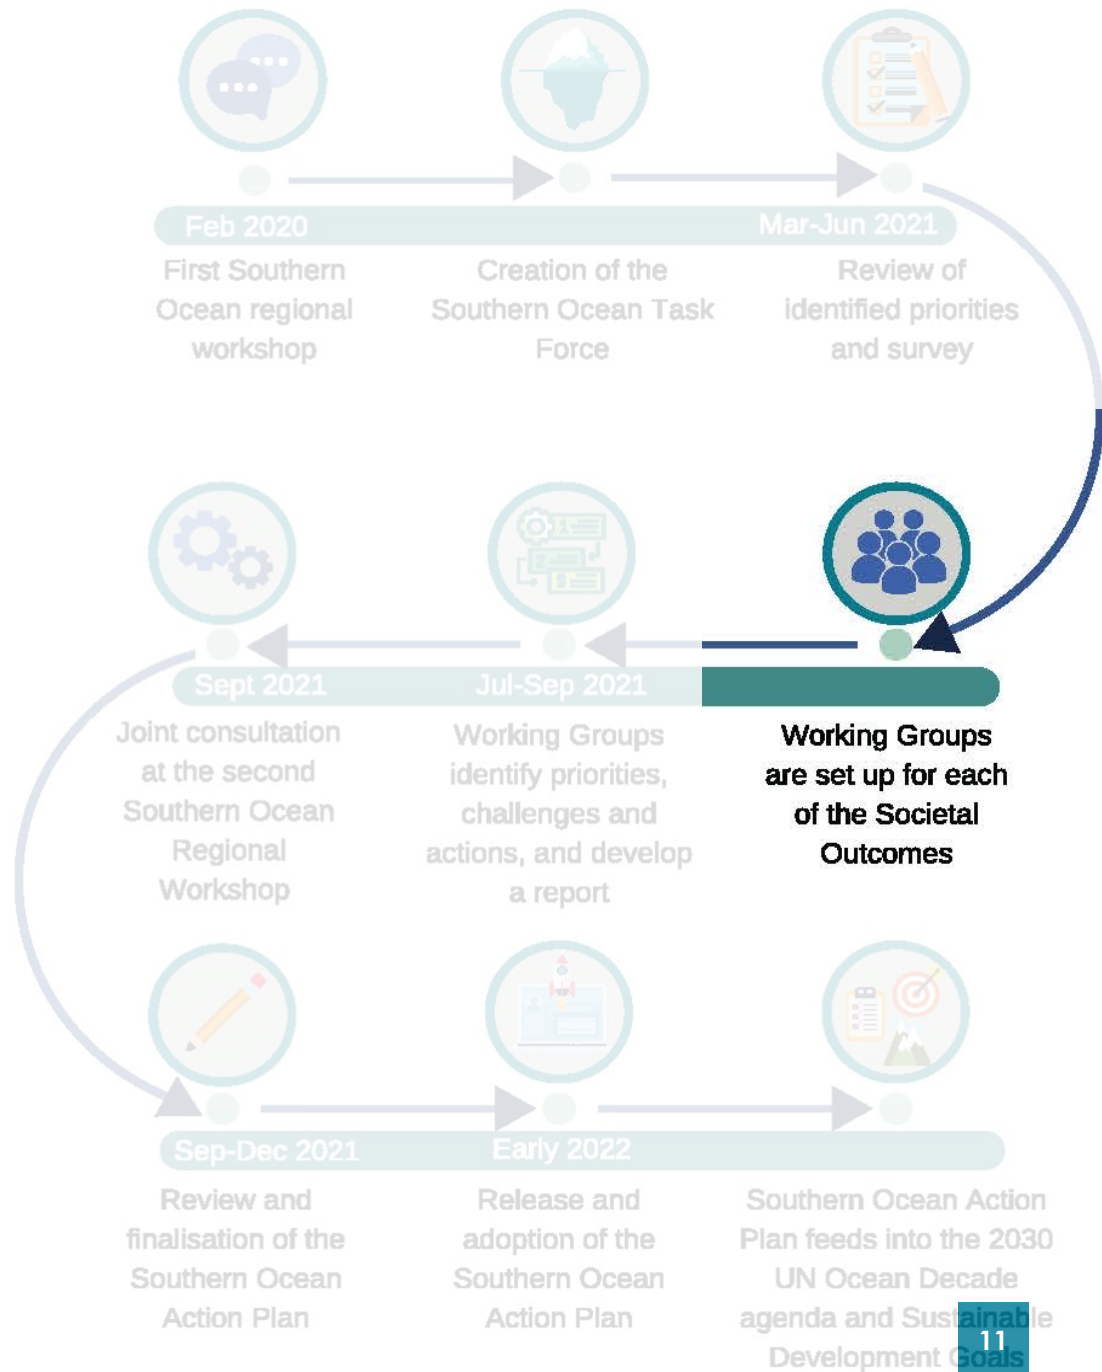 Feb 2020
Mar-Jun 2021
First Southern
Ocean regional
workshop
Creation of the
Southern Ocean Task
Force
Review of
identified priorities
and survey
Sept 2021
Jul-Sep 2021
Joint consultation
at the second
Southern Ocean
Regional
Workshop
Working Groups
identify priorities,
challenges and
actions, and develop
a report
Working Groups
are set up for each
of the Societal
Outcomes
Sep-Dec 2021
Early 2022
Review and
finalisation of the
Southern Ocean
Action Plan
Release and
adoption of the
Southern Ocean
Action Plan
Southern Ocean Action
Plan feeds into the 2030
UN Ocean Decade
agenda and Sustainable
Development Goals
11